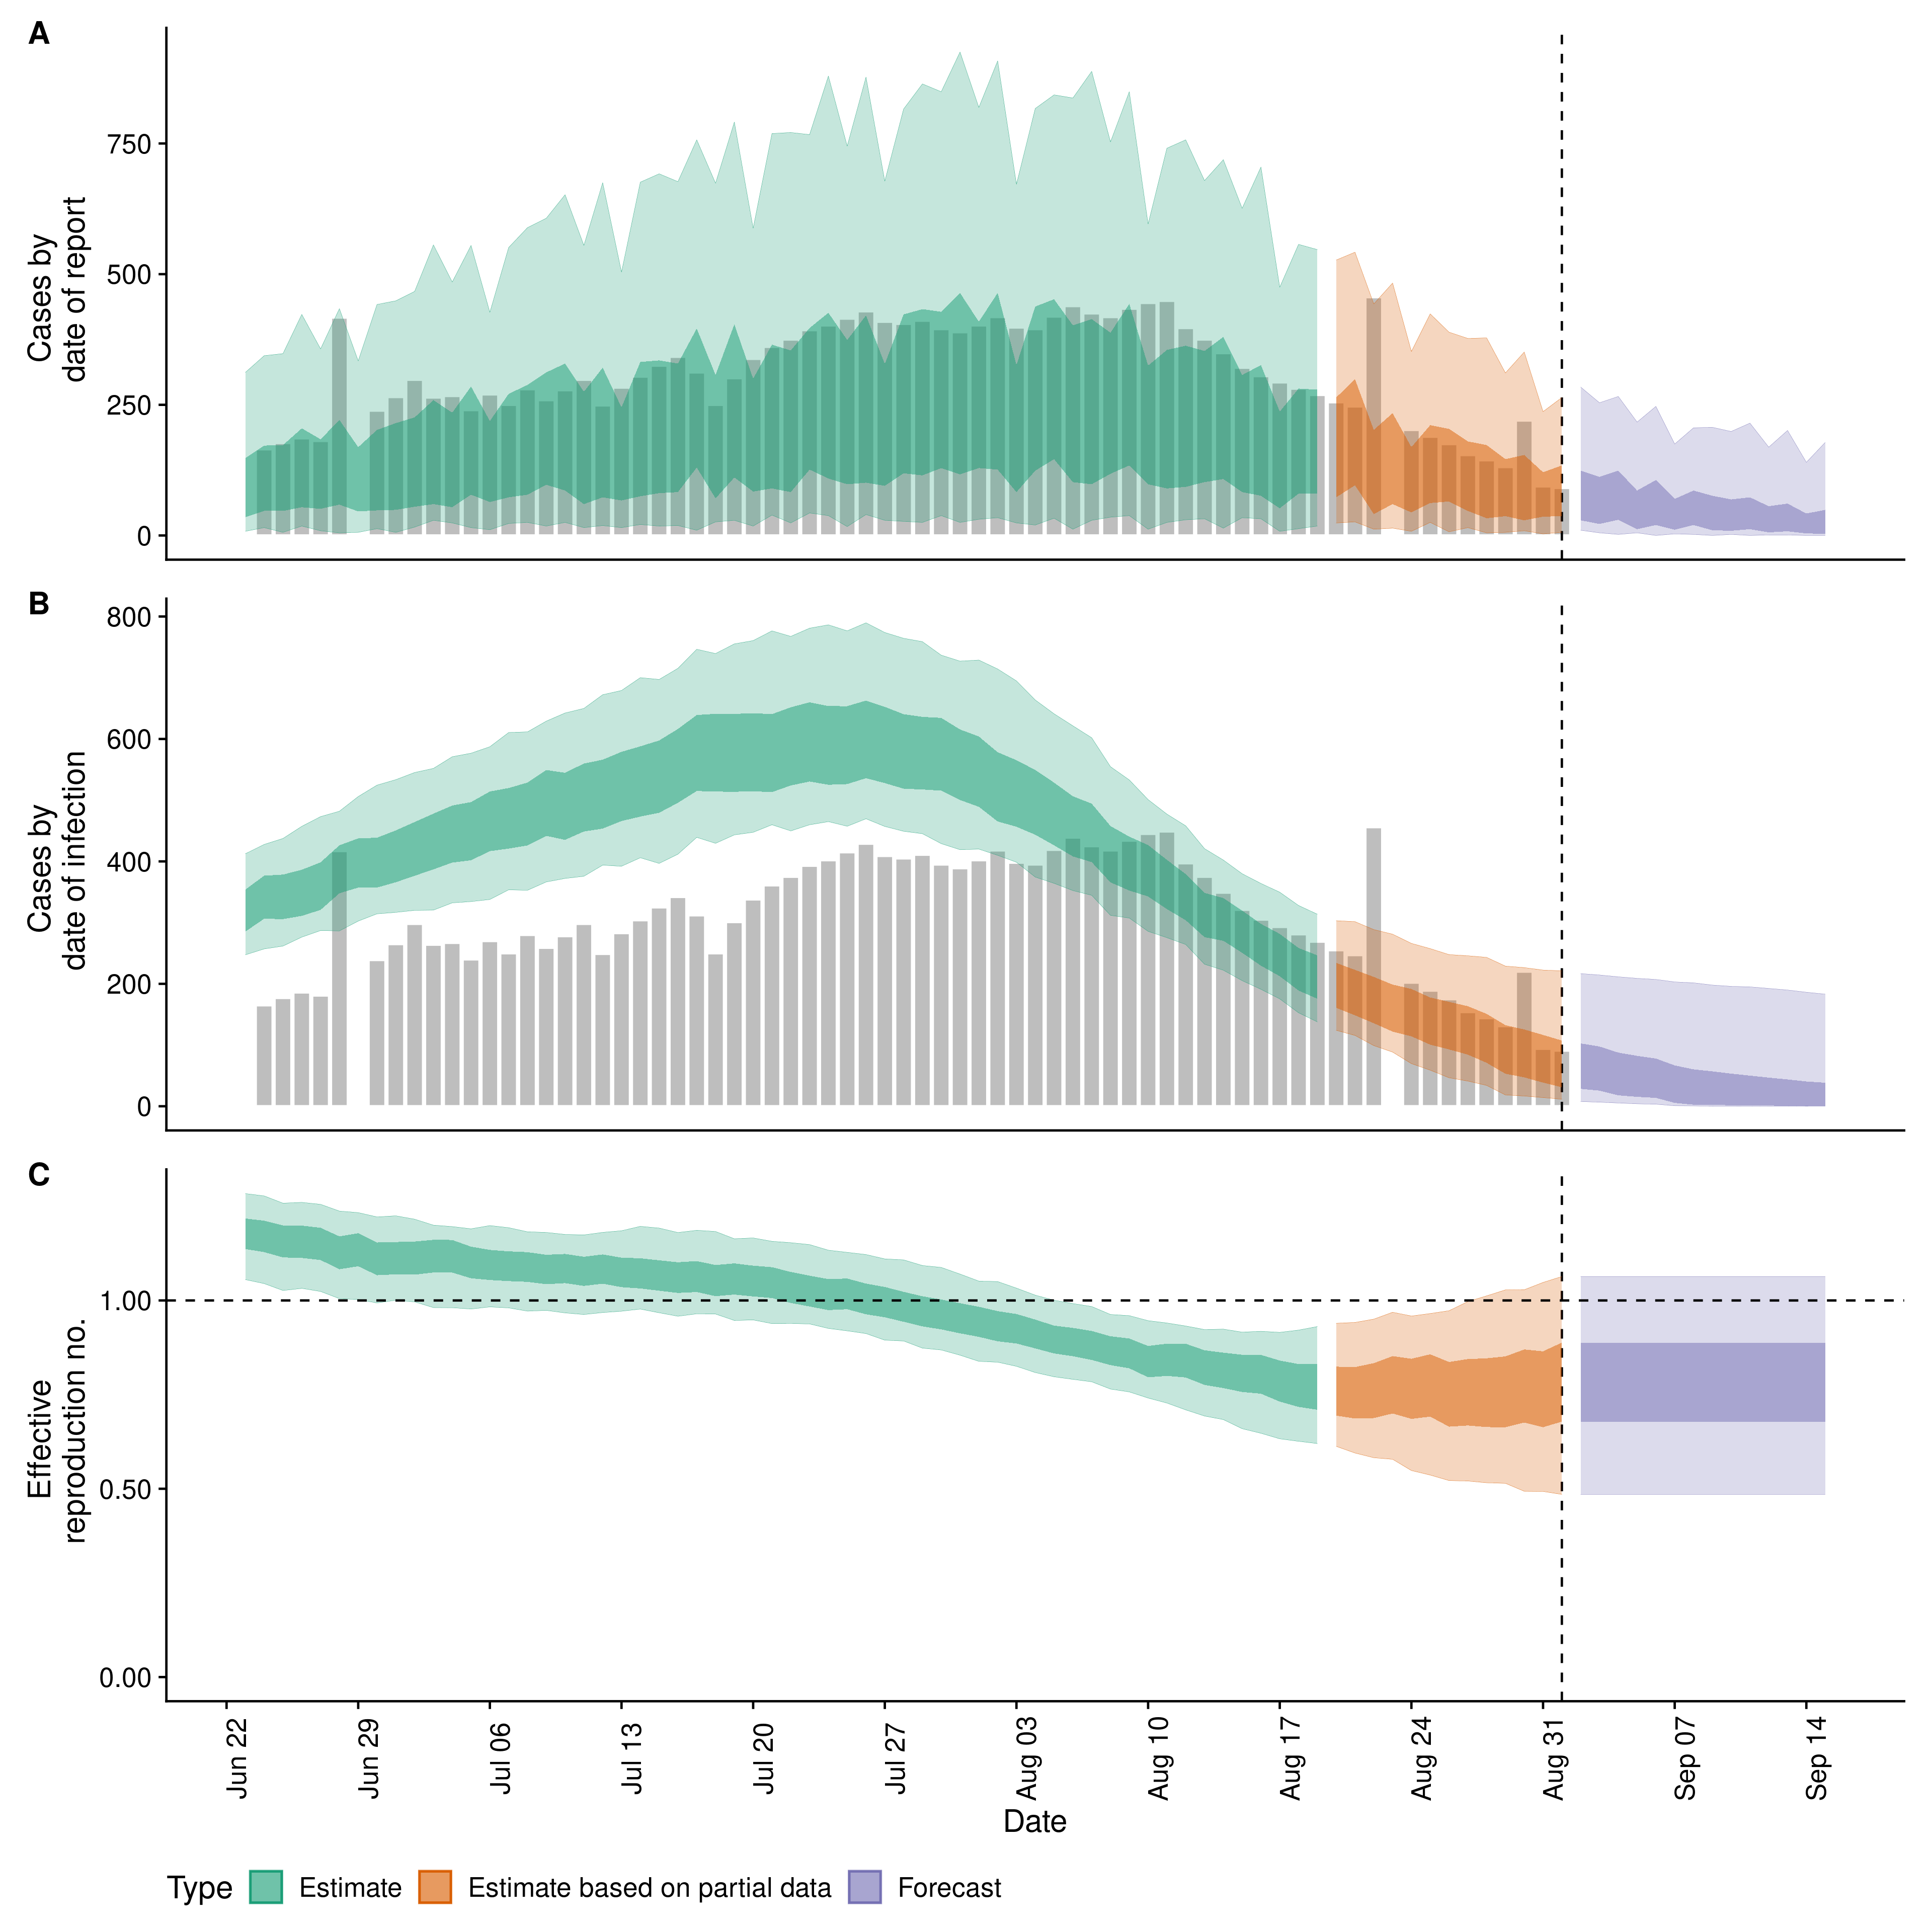 A
Cases by
date of report
750
500
250
0
B
Cases by
date of infection
800
600
400
200
0
C
Effective
reproduction no.
1.00
0.50
0.00
Jun 22
Jun 29
Jul 06
Jul 13
Jul 20
Jul 27
Aug 03
Aug 10
Aug 17
Aug 24
Aug 31
Sep 07
Sep 14
Date
Type Estimate Estimate based on partial data Forecast